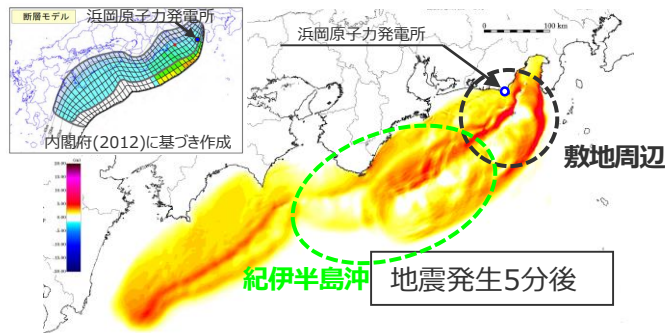 断層モデル
浜岡原子力発電所
内閣府(2012)に基づき作成
浜岡原子力発電所
0 100 km
敷地周辺
紀伊半島沖
地震発生5分後